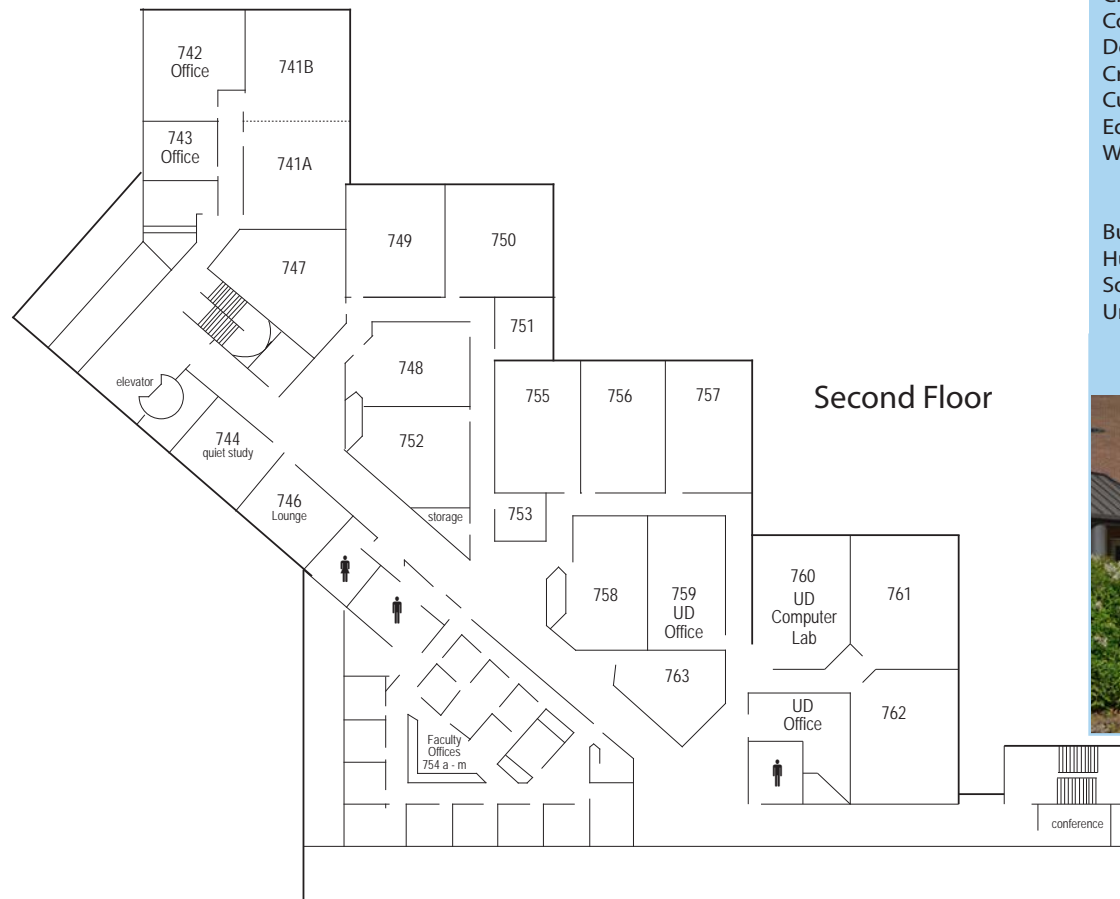 742
Office
741B
743
Office
741A
749
750
747
751
748
elevator
755
756
757
Second Floor
744
quiet study
752
746
Lounge
storage
753
760
UD
Computer
Lab
761
758
759
UD
Office
763
UD
Office
762
Faculty
Offices
754 a - m
conference